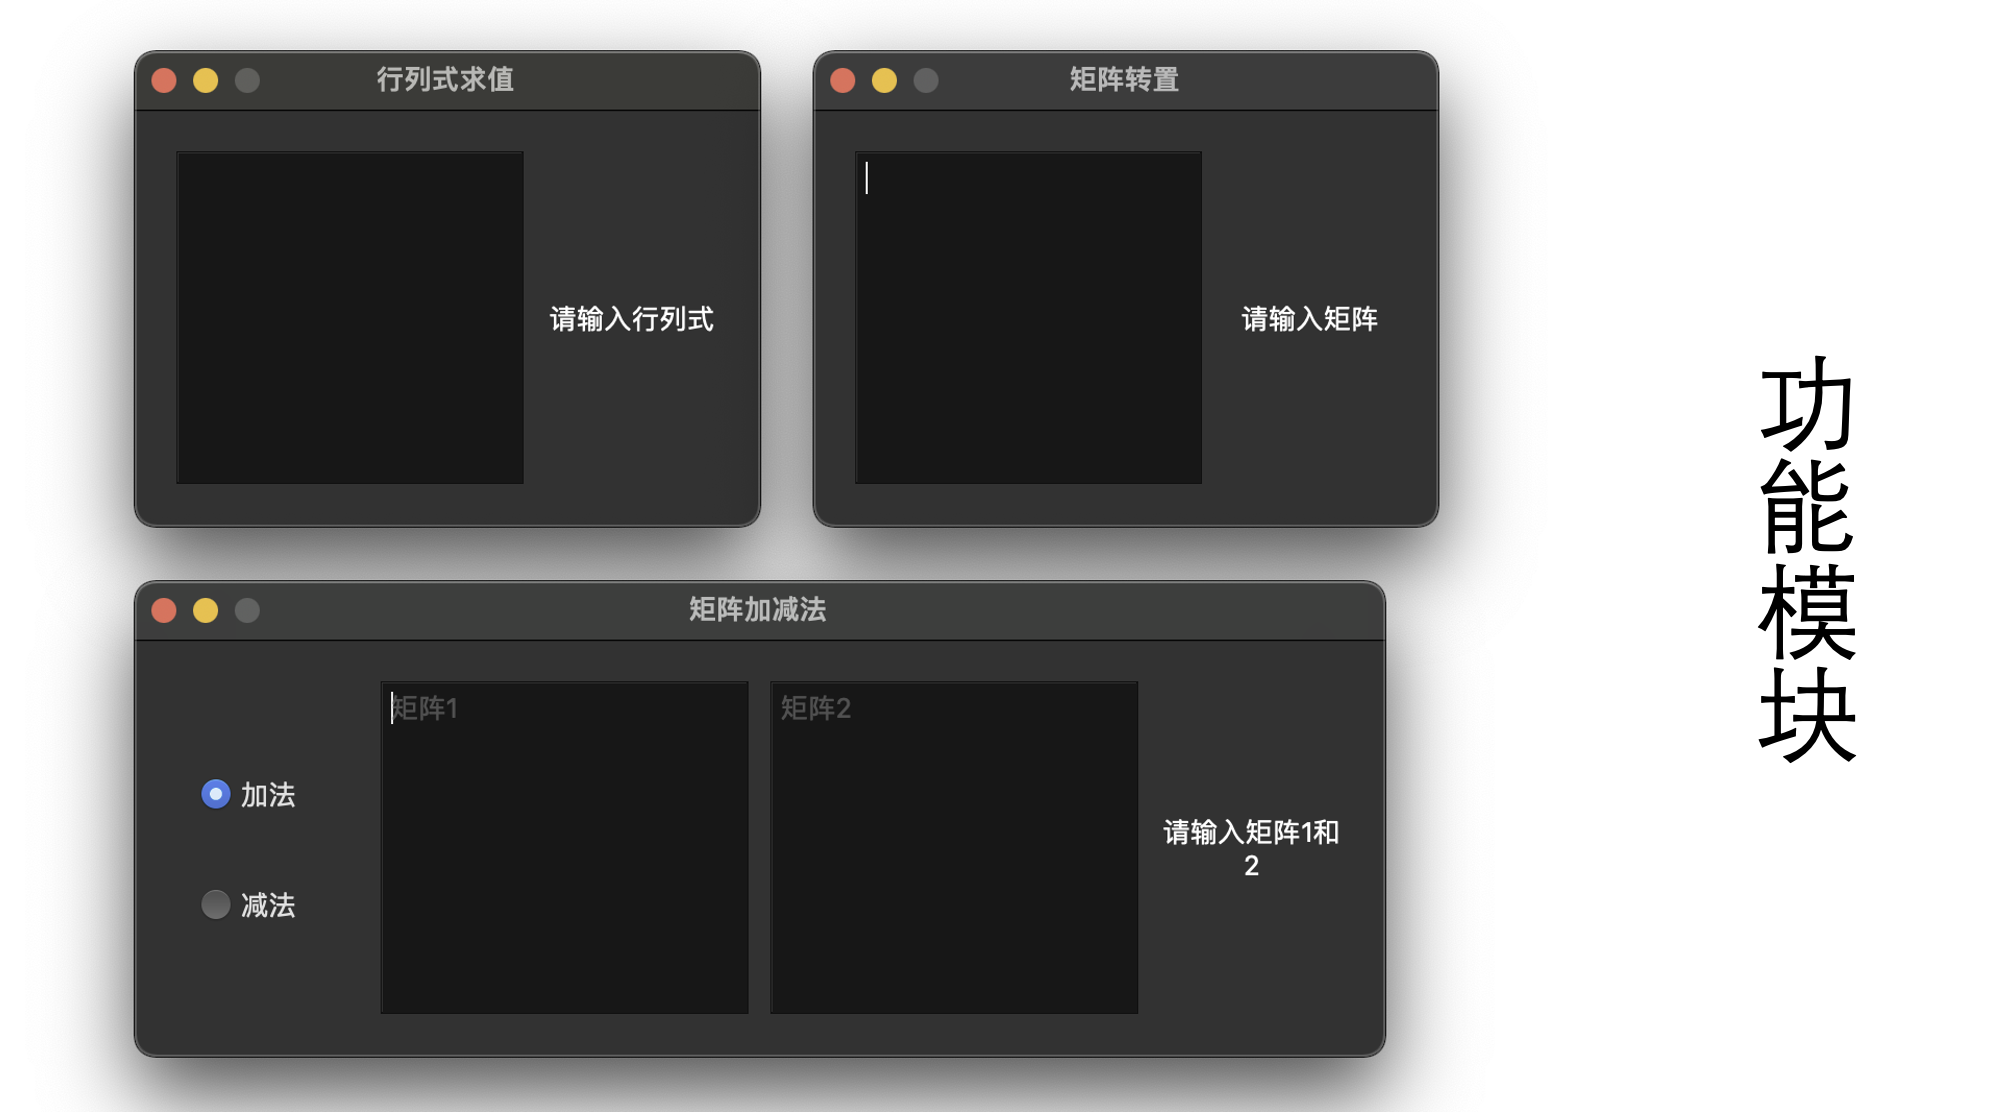 行列式求值
请输入行列式
矩阵转置
请输入矩阵
矩阵加减法
加法
减法
矩阵1
矩阵2
请输入矩阵1和
2
功能模块